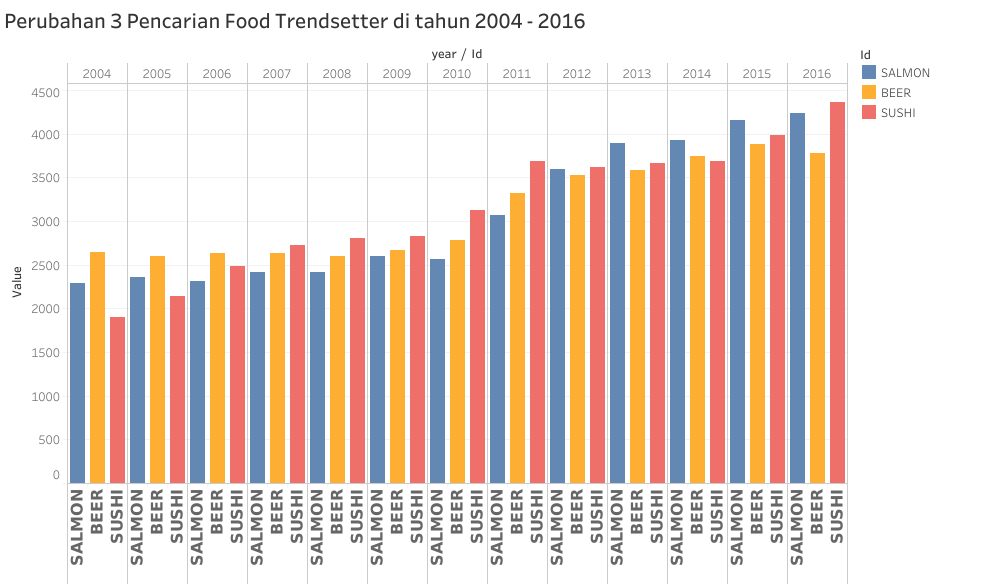 Perubahan 3 Pencarian Food Trendsetter di tahun 2004 - 2016
year / Id
2004 2005 2006 2007 2008 2009 2010 2011 2012 2013 2014 2015 2016
Id
SALMON
BEER
SUSHI
Value
4500
4000
3500
3000
2500
2000
1500
1000
500
0
SALMON BEER SUSHI SALMON BEER SUSHI SALMON BEER SUSHI SALMON BEER SUSHI SALMON BEER SUSHI SALMON BEER SUSHI SALMON BEER SUSHI SALMON BEER SUSHI SALMON BEER SUSHI SALMON BEER SUSHI SALMON BEER SUSHI SALMON BEER SUSHI SALMON BEER SUSHI